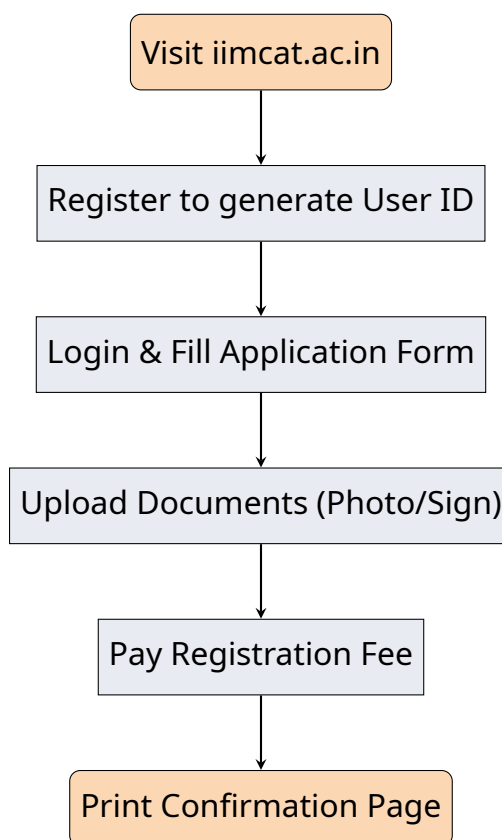 Visit iimcat.ac.in
Register to generate User ID
Login & Fill Application Form
Upload Documents (Photo/Sign)
Pay Registration Fee
Print Confirmation Page